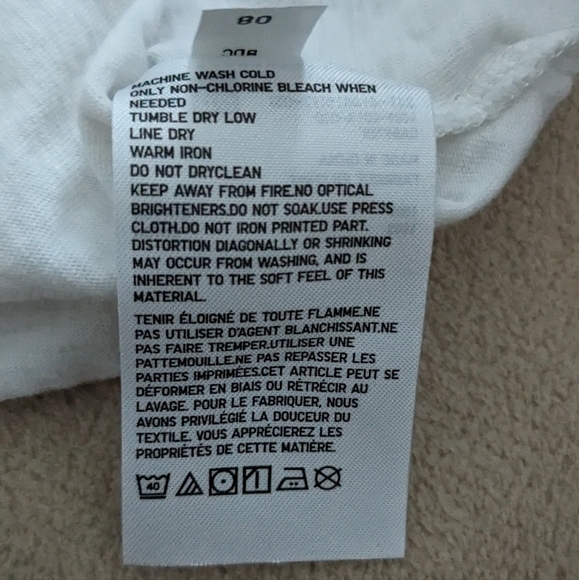 80
MACHINE WASH COLD
ONLY NON-CHLORINE BLEACH WHEN
NEEDED
TUMBLE DRY LOW
LINE DRY
WARM IRON
DO NOT DRYCLEAN
KEEP AWAY FROM FIRE.NO OPTICAL
BRIGHTENERS.DO NOT SOAK.USE PRESS
CLOTH.DO NOT IRON PRINTED PART.
DISTORTION DIAGONALLY OR SHRINKING
MAY OCCUR FROM WASHING, AND IS
INHERENT TO THE SOFT FEEL OF THIS
MATERIAL.
TENIR ÉLOIGNÉ DE TOUTE FLAMME.NE
PAS UTILISER D'AGENT BLANCHISSANT.NE
PAS FAIRE TREMPER.UTILISER UNE
PATTEMOUILLE.NE PAS REPASSER LES
PARTIES IMPRIMÉES.CET ARTICLE PEUT SE
DÉFORMER EN BIAIS OU RÉTRÉCIR AU
LAVAGE. POUR LE FABRIQUER, NOUS
AVONS PRIVILÉGIÉ LA DOUCEUR DU
TEXTILE. VOUS APPRÉCIEREZ LES
PROPRIÉTÉS DE CETTE MATIÈRE.
40